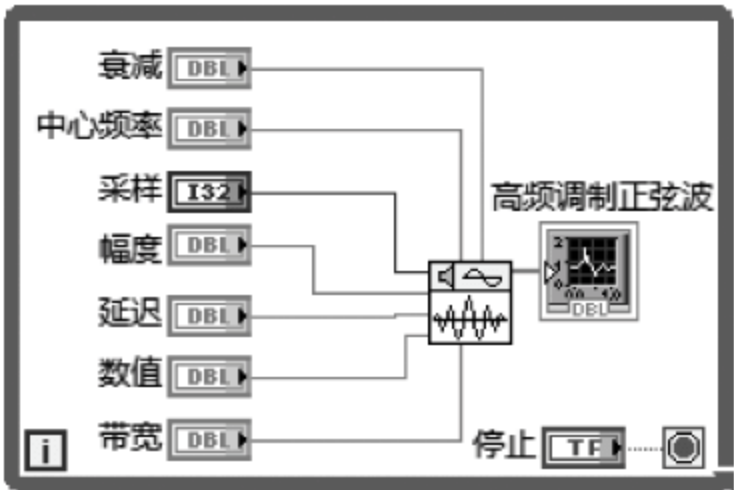 衰减 DBL
中心频率 DBL
采样 I32
幅度 DBL
延迟 DBL
数值 DBL
带宽 DBL
高频调制正弦波
DBL
停止 TF
i